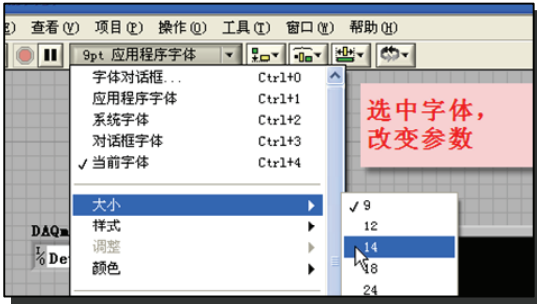 ) 查看(V) 项目(P) 操作(O) 工具(T) 窗口(W) 帮助(H)
9pt 应用程序字体
字体对话框... Ctrl+0
应用程序字体 Ctrl+1
系统字体 Ctrl+2
对话框字体 Ctrl+3
✓当前字体 Ctrl+4
大小
样式
调整
颜色
✓ 9
12
14
18
24
选中字体，
改变参数
DAQm
I/O De